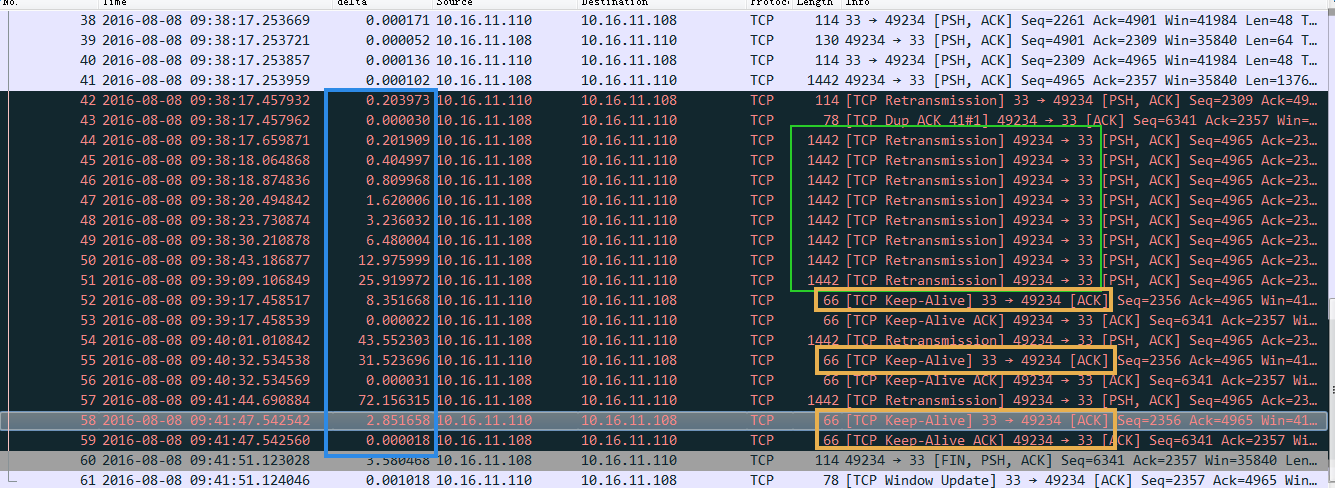 No. Time delta Source Destination Protoco Length Info
38 2016-08-08 09:38:17.253669 0.000171 10.16.11.110 10.16.11.108 TCP 114 33 → 49234 [PSH, ACK] Seq=2261 Ack=4901 Win=41984 Len=48 T…
39 2016-08-08 09:38:17.253721 0.000052 10.16.11.108 10.16.11.110 TCP 130 49234 → 33 [PSH, ACK] Seq=4901 Ack=2309 Win=35840 Len=64 T…
40 2016-08-08 09:38:17.253857 0.000136 10.16.11.110 10.16.11.108 TCP 114 33 → 49234 [PSH, ACK] Seq=2309 Ack=4965 Win=41984 Len=48 T…
41 2016-08-08 09:38:17.253959 0.000102 10.16.11.108 10.16.11.110 TCP 1442 49234 → 33 [PSH, ACK] Seq=4965 Ack=2357 Win=35840 Len=1376…
42 2016-08-08 09:38:17.457932 0.203973 10.16.11.110 10.16.11.108 TCP 114 [TCP Retransmission] 33 → 49234 [PSH, ACK] Seq=2309 Ack=49…
43 2016-08-08 09:38:17.457962 0.000030 10.16.11.108 10.16.11.110 TCP 78 [TCP Dup ACK 41#1] 49234 → 33 [ACK] Seq=6341 Ack=2357 Win=…
44 2016-08-08 09:38:17.659871 0.201909 10.16.11.108 10.16.11.110 TCP 1442 [TCP Retransmission] 49234 → 33 [PSH, ACK] Seq=4965 Ack=23…
45 2016-08-08 09:38:18.064868 0.404997 10.16.11.108 10.16.11.110 TCP 1442 [TCP Retransmission] 49234 → 33 [PSH, ACK] Seq=4965 Ack=23…
46 2016-08-08 09:38:18.874836 0.809968 10.16.11.108 10.16.11.110 TCP 1442 [TCP Retransmission] 49234 → 33 [PSH, ACK] Seq=4965 Ack=23…
47 2016-08-08 09:38:20.494842 1.620006 10.16.11.108 10.16.11.110 TCP 1442 [TCP Retransmission] 49234 → 33 [PSH, ACK] Seq=4965 Ack=23…
48 2016-08-08 09:38:23.730874 3.236032 10.16.11.108 10.16.11.110 TCP 1442 [TCP Retransmission] 49234 → 33 [PSH, ACK] Seq=4965 Ack=23…
49 2016-08-08 09:38:30.210878 6.480004 10.16.11.108 10.16.11.110 TCP 1442 [TCP Retransmission] 49234 → 33 [PSH, ACK] Seq=4965 Ack=23…
50 2016-08-08 09:38:43.186877 12.975999 10.16.11.108 10.16.11.110 TCP 1442 [TCP Retransmission] 49234 → 33 [PSH, ACK] Seq=4965 Ack=23…
51 2016-08-08 09:39:09.106849 25.919972 10.16.11.108 10.16.11.110 TCP 1442 [TCP Retransmission] 49234 → 33 [PSH, ACK] Seq=4965 Ack=23…
52 2016-08-08 09:39:17.458517 8.351668 10.16.11.110 10.16.11.108 TCP 66 [TCP Keep-Alive] 33 → 49234 [ACK] Seq=2356 Ack=4965 Win=41…
53 2016-08-08 09:39:17.458539 0.000022 10.16.11.108 10.16.11.110 TCP 66 [TCP Keep-Alive ACK] 49234 → 33 [ACK] Seq=6341 Ack=2357 Wi…
54 2016-08-08 09:40:01.010842 43.552303 10.16.11.108 10.16.11.110 TCP 1442 [TCP Retransmission] 49234 → 33 [PSH, ACK] Seq=4965 Ack=23…
55 2016-08-08 09:40:32.534538 31.523696 10.16.11.110 10.16.11.108 TCP 66 [TCP Keep-Alive] 33 → 49234 [ACK] Seq=2356 Ack=4965 Win=41…
56 2016-08-08 09:40:32.534569 0.000031 10.16.11.108 10.16.11.110 TCP 66 [TCP Keep-Alive ACK] 49234 → 33 [ACK] Seq=6341 Ack=2357 Wi…
57 2016-08-08 09:41:44.690884 72.156315 10.16.11.108 10.16.11.110 TCP 1442 [TCP Retransmission] 49234 → 33 [PSH, ACK] Seq=4965 Ack=23…
58 2016-08-08 09:41:47.542542 2.851658 10.16.11.110 10.16.11.108 TCP 66 [TCP Keep-Alive] 33 → 49234 [ACK] Seq=2356 Ack=4965 Win=41…
59 2016-08-08 09:41:47.542560 0.000018 10.16.11.108 10.16.11.110 TCP 66 [TCP Keep-Alive ACK] 49234 → 33 [ACK] Seq=6341 Ack=2357 Wi…
60 2016-08-08 09:41:51.123028 3.580468 10.16.11.108 10.16.11.110 TCP 114 49234 → 33 [FIN, PSH, ACK] Seq=6341 Ack=2357 Win=35840 Len…
61 2016-08-08 09:41:51.124046 0.001018 10.16.11.110 10.16.11.108 TCP 78 [TCP Window Update] 33 → 49234 [ACK] Seq=2357 Ack=4965 Win…